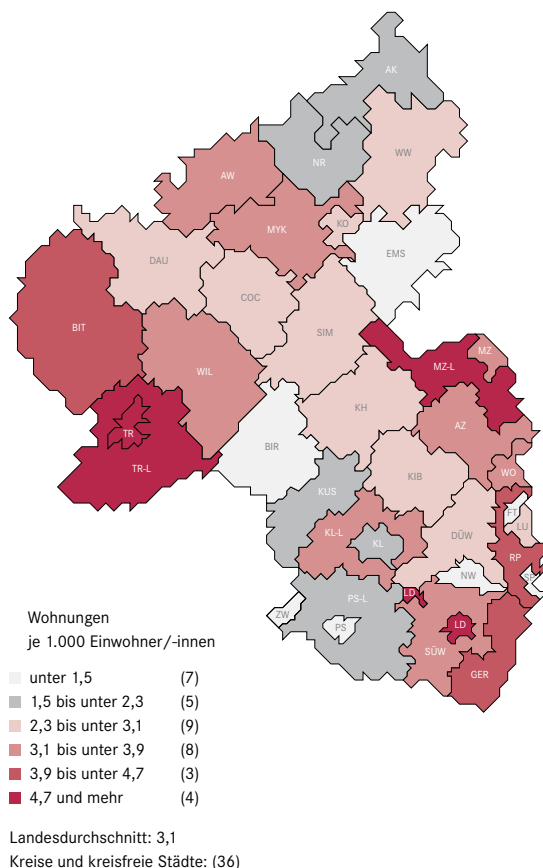 AK
WW
NR
AW
KO
MYK
EMS
DAU
COC
SIM
BIT
MZ
MZ-L
WIL
KH
AZ
TR
BIR
TR-L
WO
KIB
KUS
FT
LU
KL-L
KL
DÜW
RP
NW
SP
LD
PS-L
ZW
PS
LD
SÜW
GER
Wohnungen
je 1.000 Einwohner/-innen
unter 1,5 (7)
1,5 bis unter 2,3 (5)
2,3 bis unter 3,1 (9)
3,1 bis unter 3,9 (8)
3,9 bis unter 4,7 (3)
4,7 und mehr (4)
Landesdurchschnitt: 3,1
Kreise und kreisfreie Städte: (36)